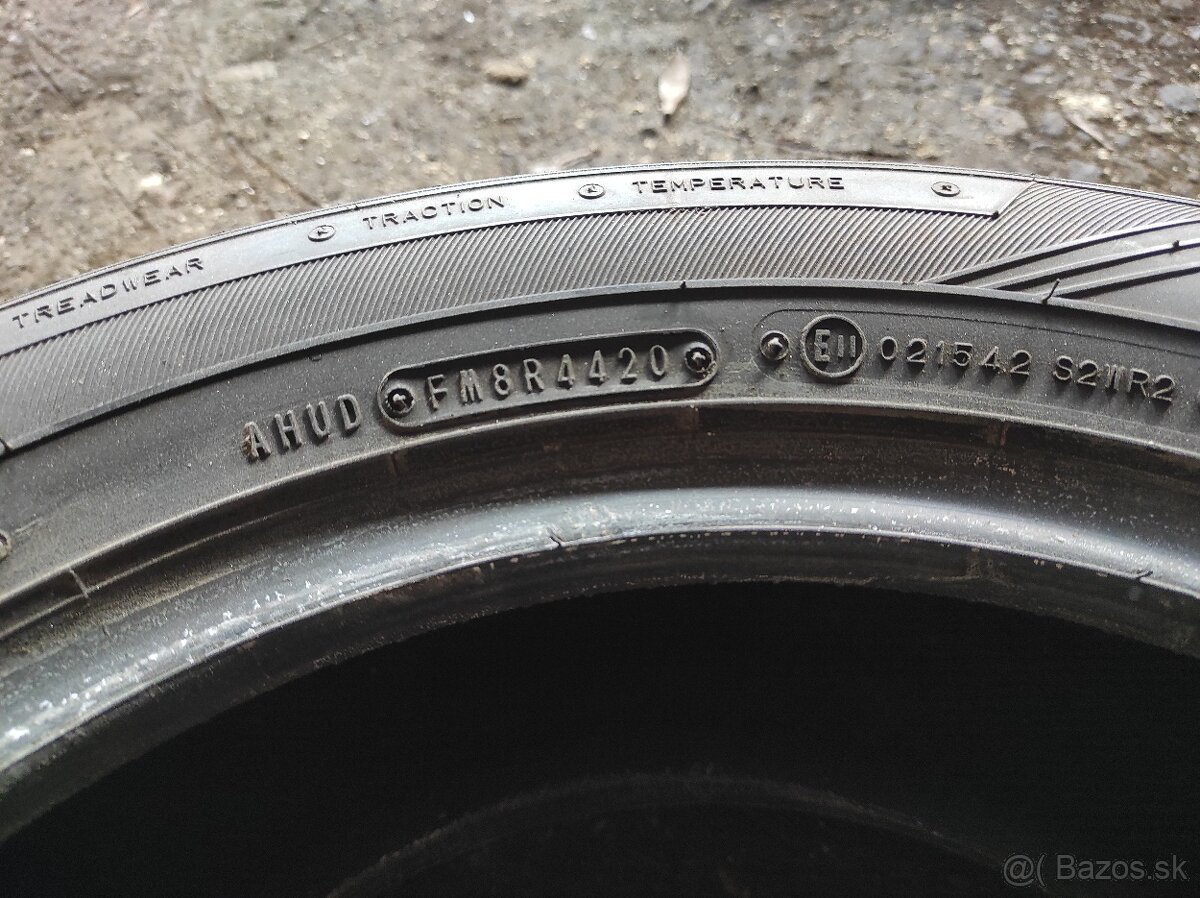 TREADWEAR TRACTION TEMPERATURE
AHUD FM8R4420 E11 021542 S2WR2
@( Bazos.sk